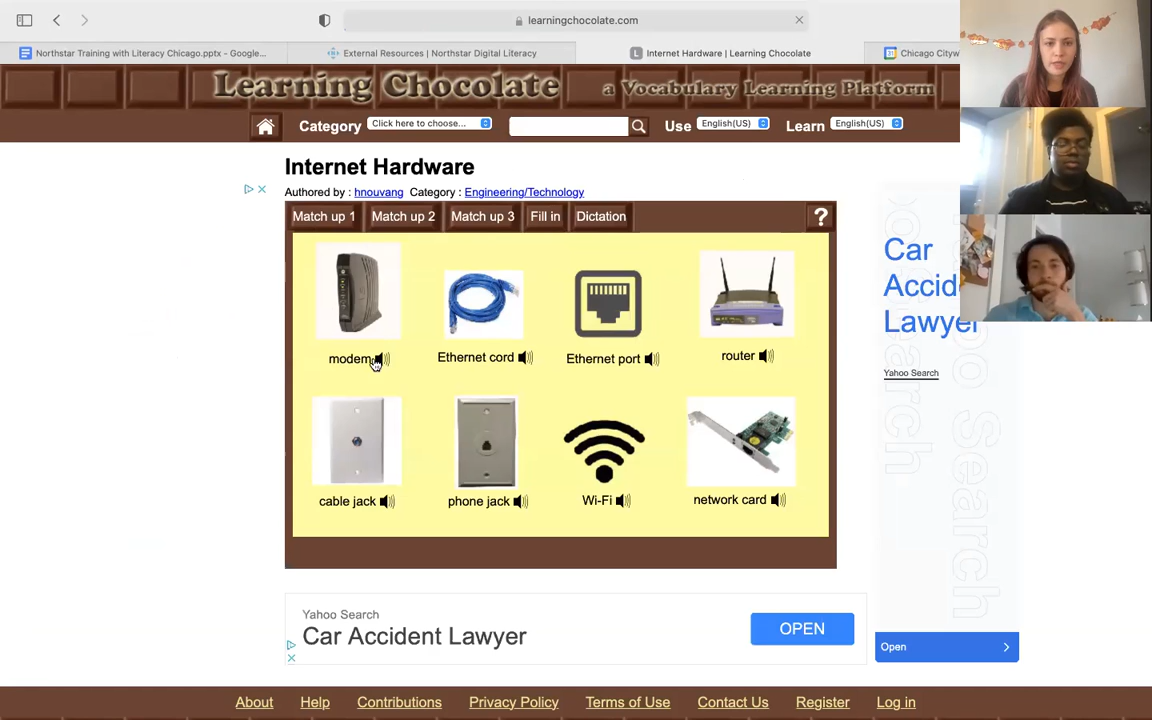 learningchocolate.com
Northstar Training with Literacy Chicago.pptx - Google...
External Resources | Northstar Digital Literacy
L
Internet Hardware | Learning Chocolate
Chicago Cityw
Learning Chocolate
a Vocabulary Learning Platform
Category
Click here to choose...
Use
English(US)
Learn
English(US)
Internet Hardware
Authored by : hnouvang Category : Engineering/Technology
Match up 1
Match up 2
Match up 3
Fill in
Dictation
?
modem
Ethernet cord
Ethernet port
router
cable jack
phone jack
Wi-Fi
network card
Car
Accid
Lawyer
Yahoo Search
Open
Yahoo Search
Car Accident Lawyer
OPEN
About
Help
Contributions
Privacy Policy
Terms of Use
Contact Us
Register
Log in